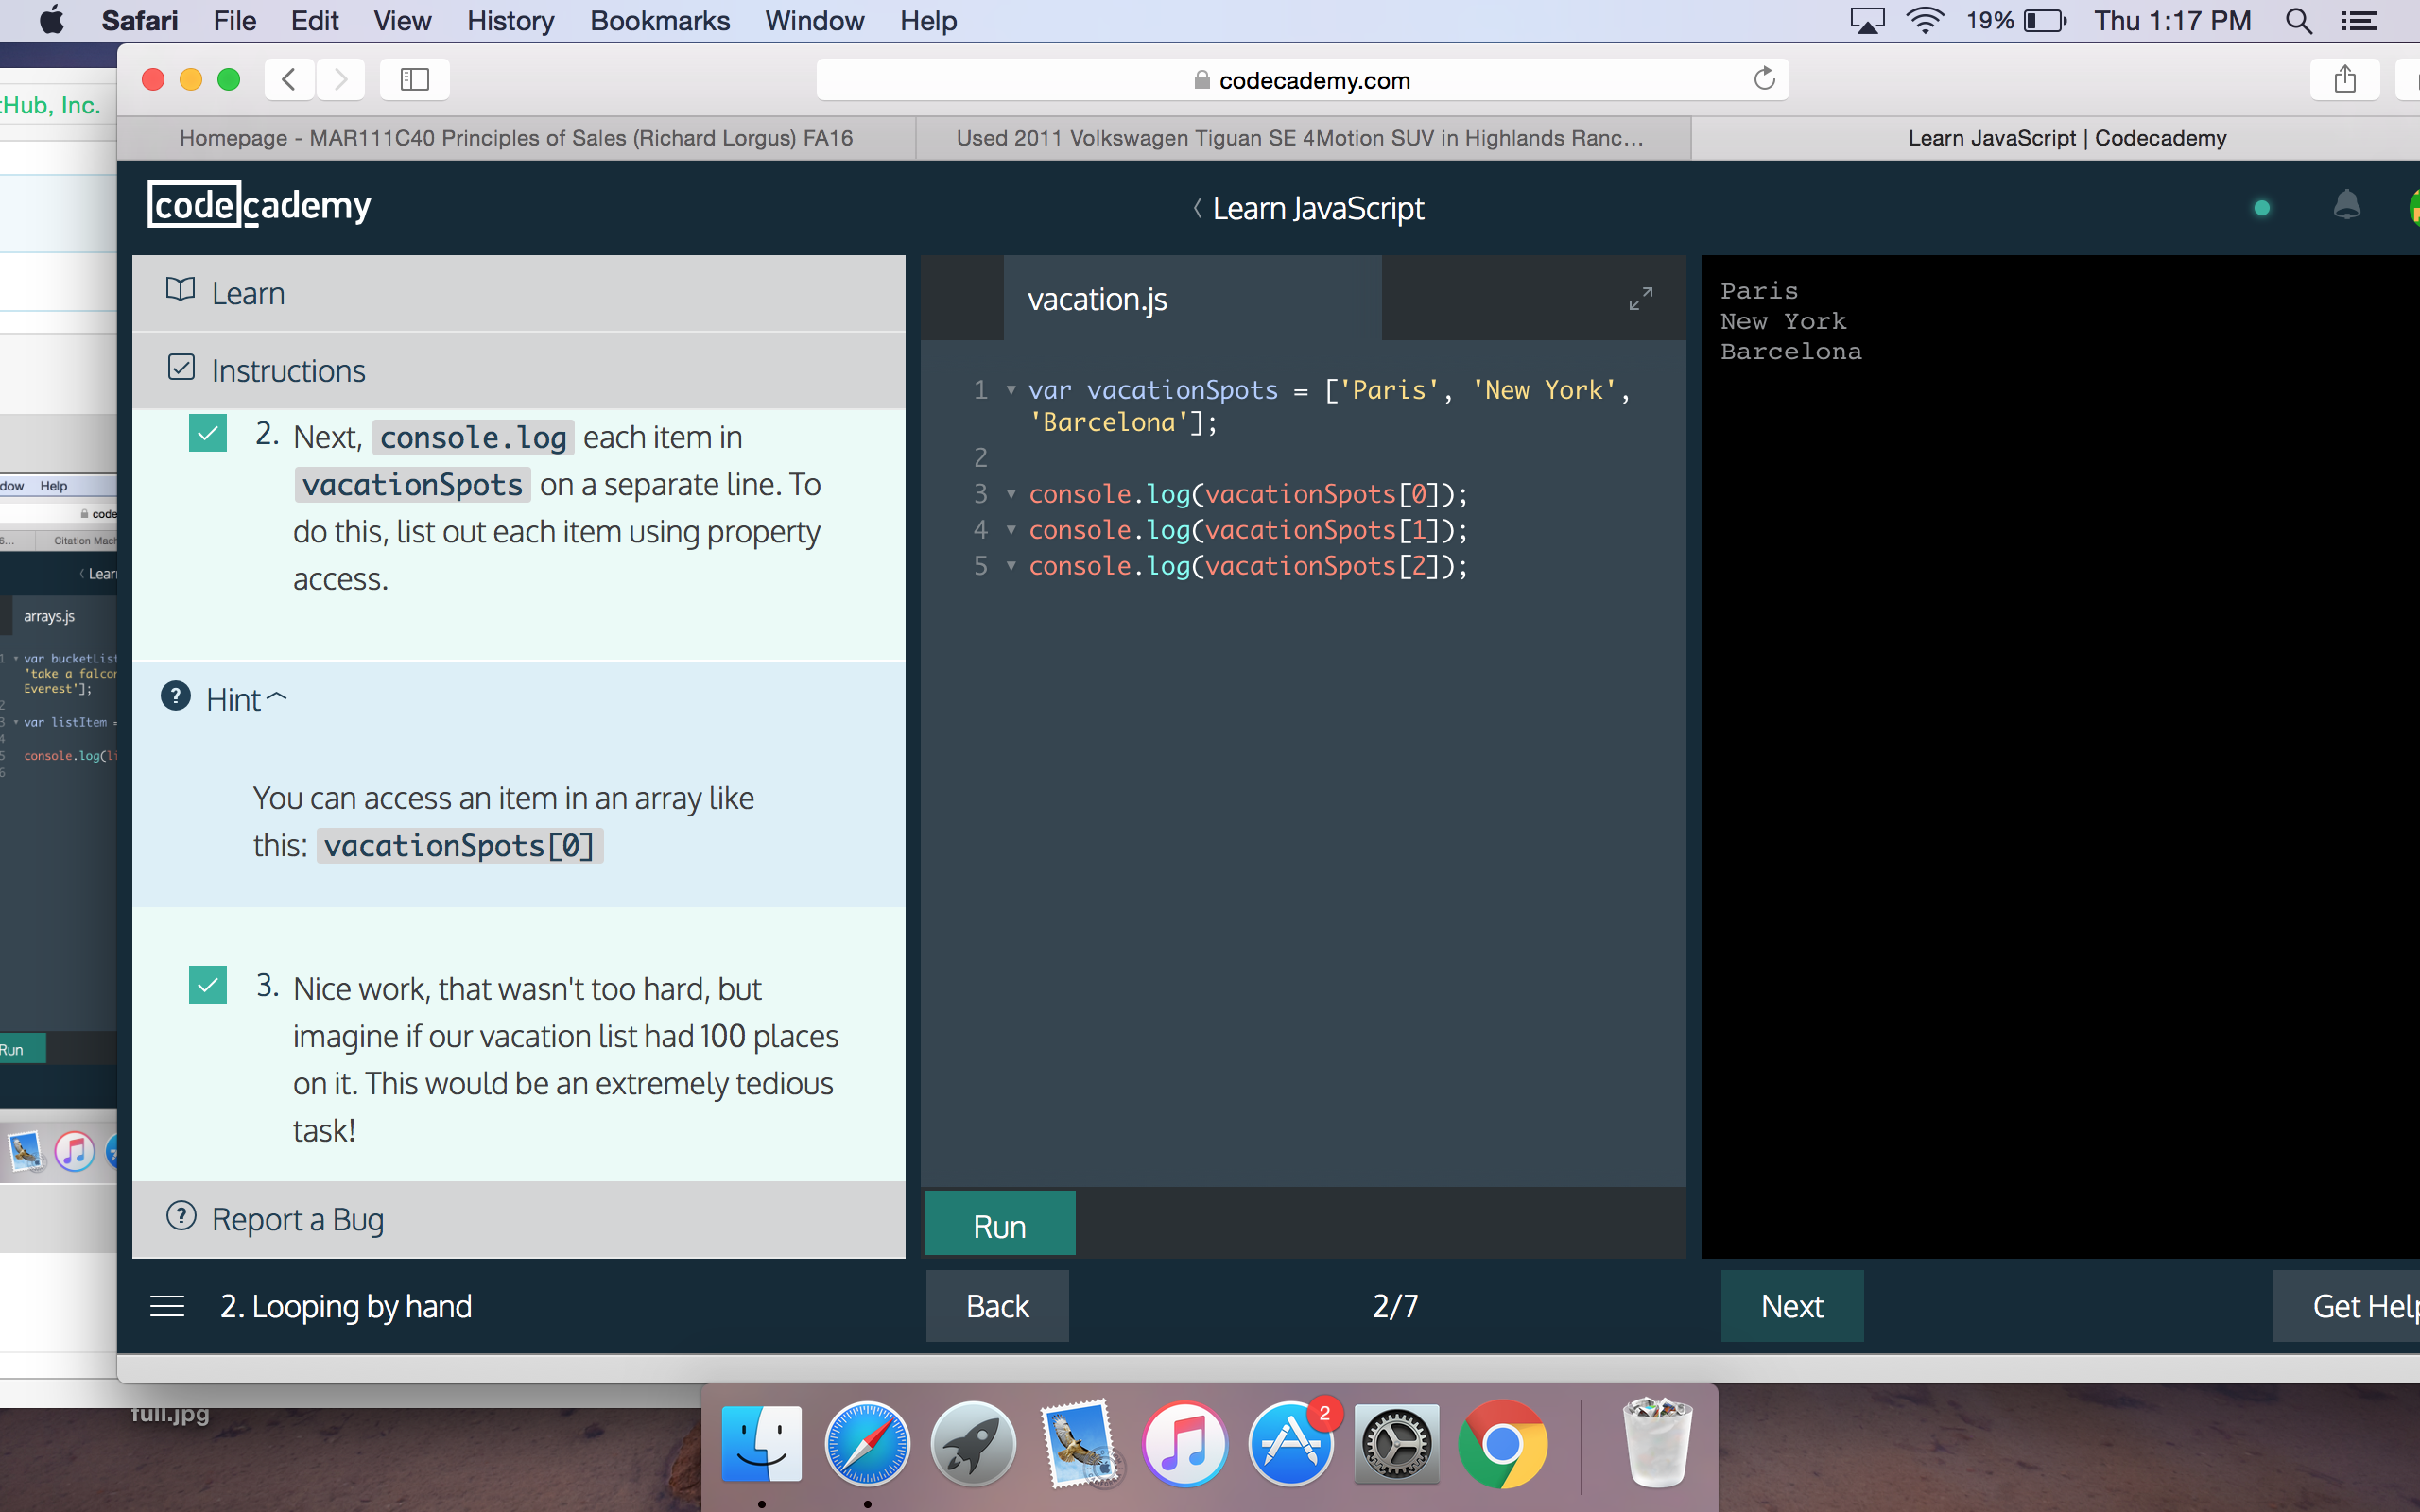 Safari File Edit View History Bookmarks Window Help 19% Thu 1:17 PM
codecademy.com
Homepage - MAR111C40 Principles of Sales (Richard Lorgus) FA16
Used 2011 Volkswagen Tiguan SE 4Motion SUV in Highlands Ranc...
Learn JavaScript | Codecademy
tHub, Inc.
codecademy
Learn JavaScript
Learn
Instructions
2. Next, console.log each item in
vacationSpots on a separate line. To
do this, list out each item using property
access.
? Hint
You can access an item in an array like
this: vacationSpots[0]
3. Nice work, that wasn't too hard, but
imagine if our vacation list had 100 places
on it. This would be an extremely tedious
task!
? Report a Bug
vacation.js
1 var vacationSpots = ['Paris', 'New York',
'Barcelona'];
2
3 console.log(vacationSpots[0]);
4 console.log(vacationSpots[1]);
5 console.log(vacationSpots[2]);
Run
Paris
New York
Barcelona
2. Looping by hand
Back
2/7
Next
Get Help
dow Help
code
6... Citation Mach
Lear
arrays.js
1 var bucketList
'take a falcon
Everest'];
2
3 var listItem =
4
5 console.log(li
6
Run
full.jpg
2